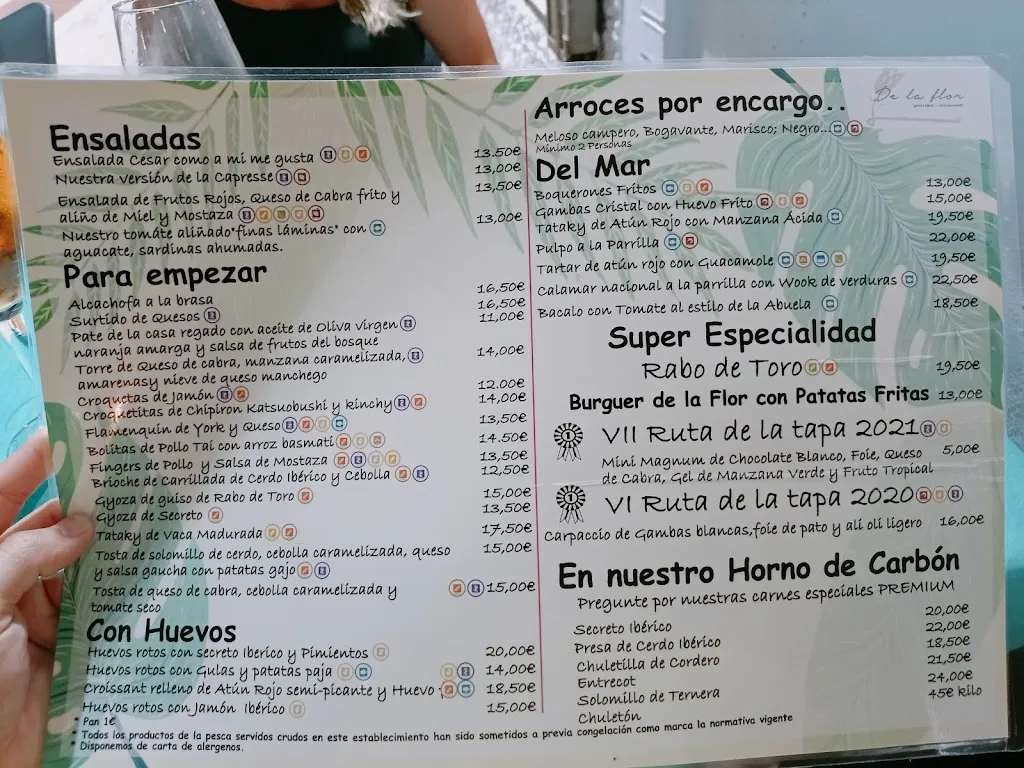 De la flor
Ensaladas
Ensalada Cesar como a mi me gusta 13.50€
Nuestra versión de la Capresse 13,00€
Ensalada de Frutos Rojos, Queso de Cabra frito y 13,50€
aliño de Miel y Mostaza
Nuestro tomate aliñado"finas láminas" con 13,00€
aguacate, sardinas ahumadas.
Para empezar
Alcachofa a la brasa 16,50€
Surtido de Quesos 16,50€
Pate de la casa regado con aceite de Oliva virgen 11,00€
naranja amarga y salsa de frutos del bosque
Torre de Queso de cabra, manzana caramelizada, 14,00€
amarenasy nieve de queso manchego
Croquctas de Jamón 12.00€
Croquetitas de Chipiron Katsuobushi y kinchy 14,00€
Flamenquin de York y Queso 13,50€
Bolitas de Pollo Tai con arroz basmati 14.50€
Fingers de Pollo y Salsa de Mostaza 13,50€
Brioche de Carrillada de Cerdo Ibérico y Cebolla 12,50€
Gyoza de guiso de Rabo de Toro 15,00€
Gyoza de Secreto 13,50€
Tataky de Vaca Madurada 17,50€
Tosta de solomillo de cerdo, cebolla caramelizada, queso 15,00€
y salsa gaucha con patatas gajo
Tosta de queso de cabra, cebolla caramelizada y 15,00€
tomate seco
Con Huevos
Huevos rotos con secreto Iberico y Pimientos 20,00€
Huevos rotos con Gulas y patatas paja 14,00€
Croissant relleno de Atún Rojo semi-picante y Huevo 18,50€
Huevos rotos con Jamón Ibérico 15,00€
* Pan 1€
* Todos los productos de la pesca servidos crudos en este establecimiento han sido sometidos a previa congelación como marca la normativa vigente
* Disponemos de carta de alergenos.
Arroces por encargo..
Meloso campero, Bogavante, Marisco; Negro...
Minimo 2 Personas
Del Mar
Boquerones Fritos 13,00€
Gambas Cristal con Huevo Frito 15,00€
Tataky de Atún Rojo con Manzana Ácida 19,50€
Pulpo a la Parrilla 22,00€
Tartar de atún rojo con Guacamole 19,50€
Calamar nacional a la parrilla con Wook de verduras 22,50€
Bacalo con Tomate al estilo de la Abuela 18,50€
Super Especialidad
Rabo de Toro 19,50€
Burguer de la Flor con Patatas Fritas 13,00€
VII Ruta de la tapa 2021
Mini Magnum de Chocolate Blanco, Foie, Queso 5,00€
de Cabra, Gel de Manzana Verde y Fruto Tropical
VI Ruta de la tapa 2020
Carpaccio de Gambas blancas,foie de pato y ali oli ligero 16,00€
En nuestro Horno de Carbón
Pregunte por nuestras carnes especiales PREMIUM
Secreto Ibérico 20,00€
Presa de Cerdo Ibérico 22,00€
Chuletilla de Cordero 18,50€
Entrecot 21,50€
Solomillo de Ternera 24,00€
Chuletón 45€ kilo